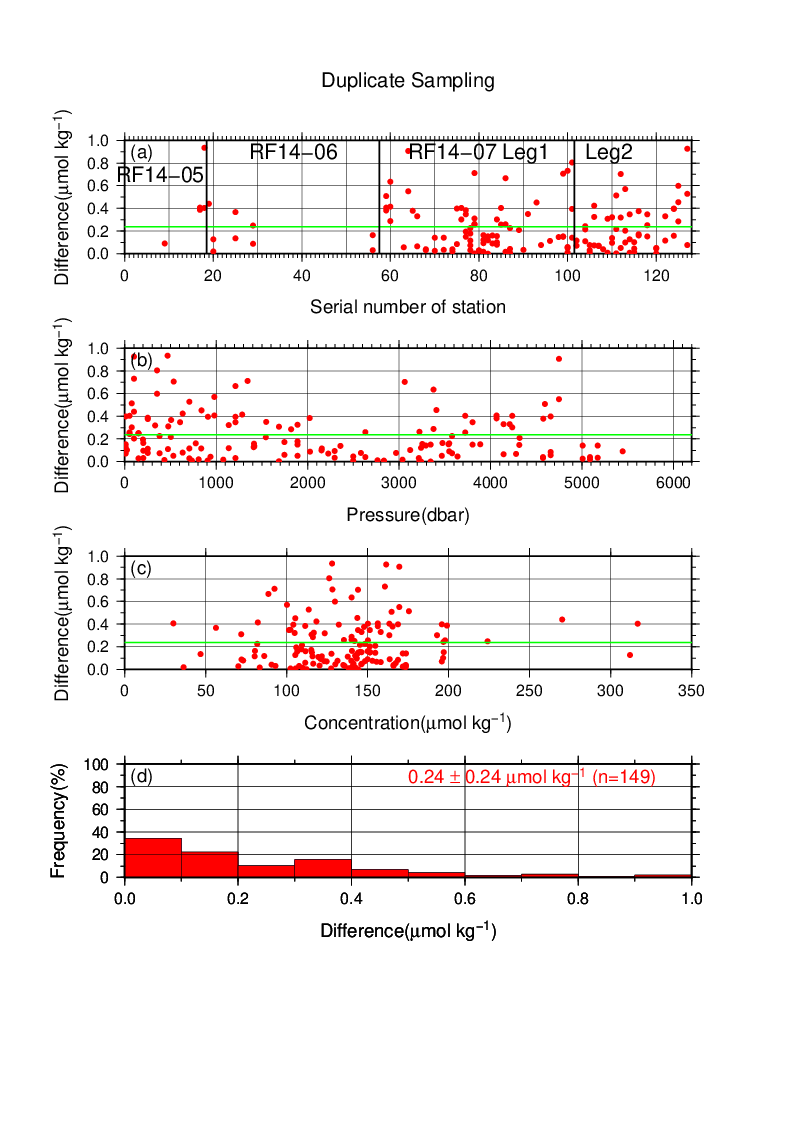 Duplicate Sampling
Difference(μmol kg⁻¹)
1.0
0.8
0.6
0.4
0.2
0.0
(a)
RF14−05
RF14−06
RF14−07 Leg1
Leg2
0 20 40 60 80 100 120
Serial number of station
Difference(μmol kg⁻¹)
1.0
0.8
0.6
0.4
0.2
0.0
(b)
0 1000 2000 3000 4000 5000 6000
Pressure(dbar)
Difference(μmol kg⁻¹)
1.0
0.8
0.6
0.4
0.2
0.0
(c)
0 50 100 150 200 250 300 350
Concentration(μmol kg⁻¹)
Frequency(%)
100
80
60
40
20
0
(d)
0.24 ± 0.24 μmol kg⁻¹ (n=149)
0.0 0.2 0.4 0.6 0.8 1.0
Difference(μmol kg⁻¹)